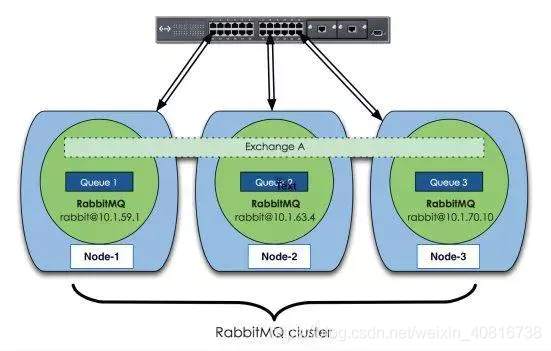 Exchange A
Queue 1
Queue 2
Text
Queue 3
RabbitMQ
rabbit@10.1.59.1
RabbitMQ
rabbit@10.1.63.4
RabbitMQ
rabbit@10.1.70.10
Node-1
Node-2
Node-3
RabbitMQ cluster
blog.csdn.net/weixin_40816738